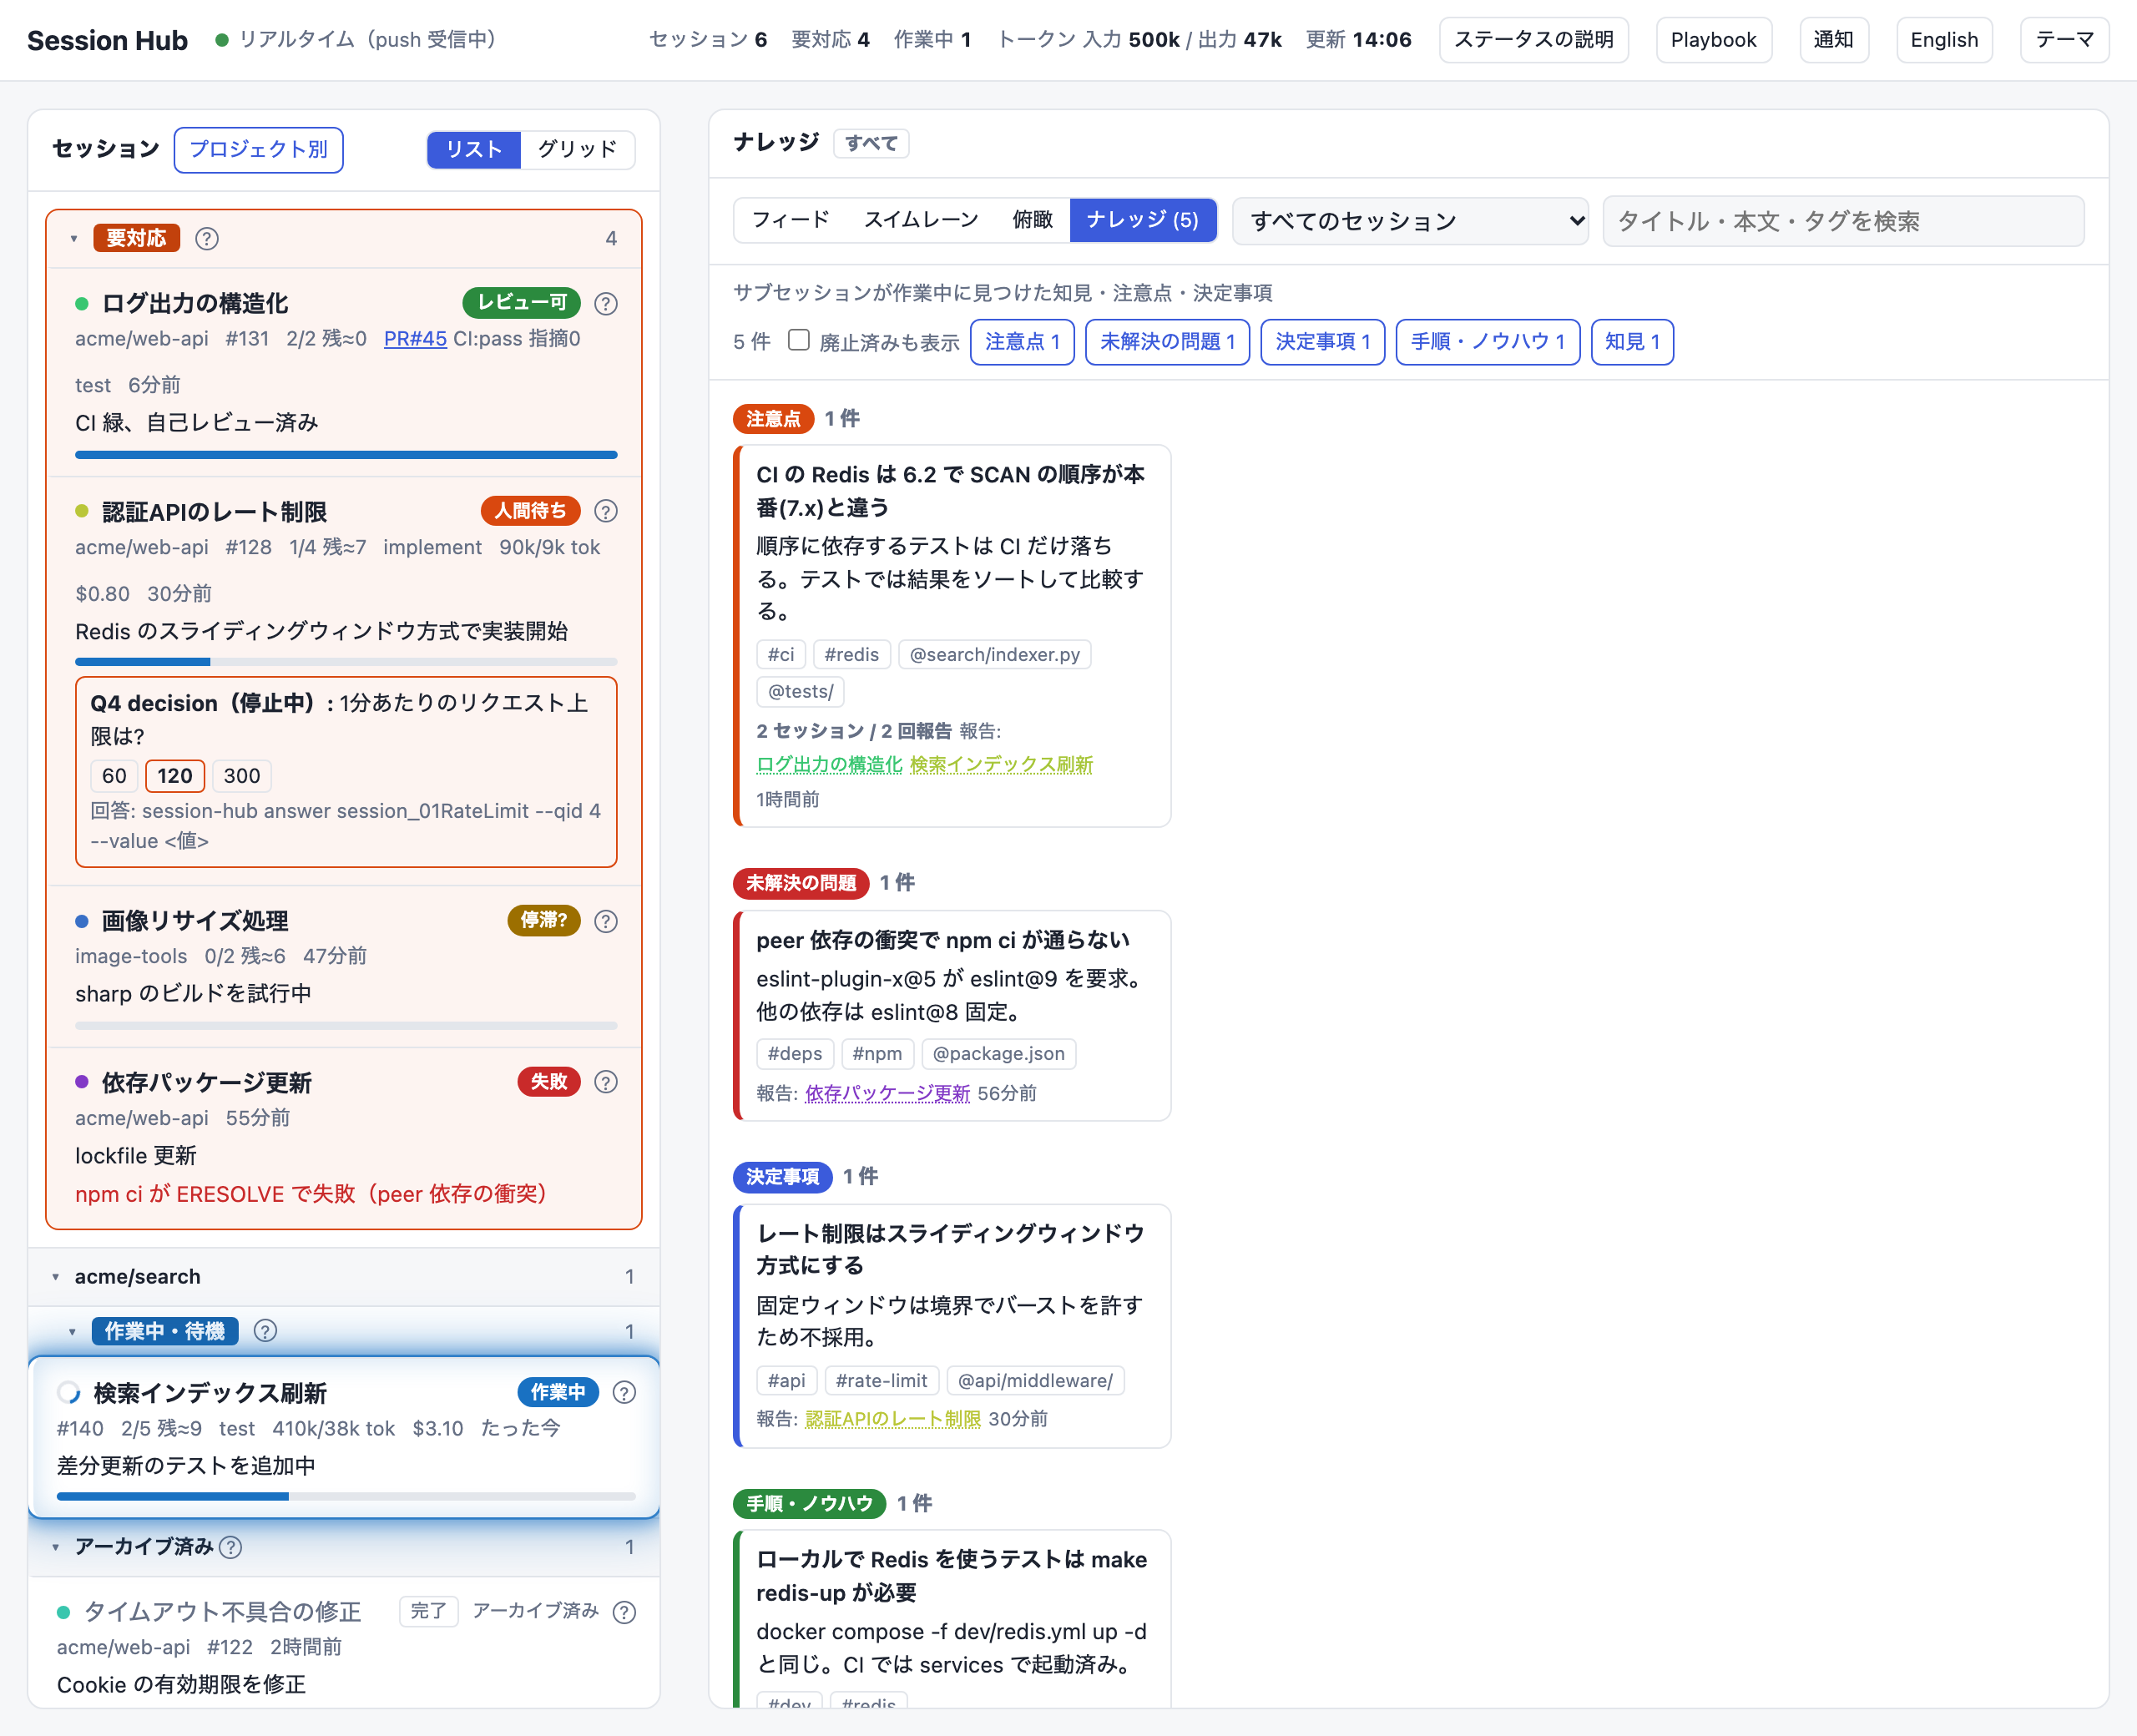 Session Hub
リアルタイム（push 受信中）
セッション 6 要対応 4 作業中 1 トークン 入力 500k / 出力 47k 更新 14:06
ステータスの説明
Playbook
通知
English
テーマ
セッション
プロジェクト別
リスト
グリッド
▾ 要対応 ? 4
ログ出力の構造化 レビュー可 ?
acme/web-api #131 2/2 残≈0 PR#45 CI:pass 指摘0
test 6分前
CI 緑、自己レビュー済み
認証APIのレート制限 人間待ち ?
acme/web-api #128 1/4 残≈7 implement 90k/9k tok
$0.80 30分前
Redis のスライディングウィンドウ方式で実装開始
Q4 decision（停止中）: 1分あたりのリクエスト上
限は?
60 120 300
回答: session-hub answer session_01RateLimit --qid 4
--value <値>
画像リサイズ処理 停滞? ?
image-tools 0/2 残≈6 47分前
sharp のビルドを試行中
依存パッケージ更新 失敗 ?
acme/web-api 55分前
lockfile 更新
npm ci が ERESOLVE で失敗（peer 依存の衝突）
▾ acme/search 1
▾ 作業中・待機 ? 1
検索インデックス刷新 作業中 ?
#140 2/5 残≈9 test 410k/38k tok $3.10 たった今
差分更新のテストを追加中
▾ アーカイブ済み ? 1
タイムアウト不具合の修正 完了 アーカイブ済み ?
acme/web-api #122 2時間前
Cookie の有効期限を修正
ナレッジ すべて
フィード スイムレーン 俯瞰 ナレッジ (5)
すべてのセッション
タイトル・本文・タグを検索
サブセッションが作業中に見つけた知見・注意点・決定事項
5 件 廃止済みも表示 注意点 1 未解決の問題 1 決定事項 1 手順・ノウハウ 1 知見 1
注意点 1 件
CI の Redis は 6.2 で SCAN の順序が本
番(7.x)と違う
順序に依存するテストは CI だけ落ち
る。テストでは結果をソートして比較す
る。
#ci #redis @search/indexer.py
@tests/
2 セッション / 2 回報告 報告:
ログ出力の構造化 検索インデックス刷新
1時間前
未解決の問題 1 件
peer 依存の衝突で npm ci が通らない
eslint-plugin-x@5 が eslint@9 を要求。
他の依存は eslint@8 固定。
#deps #npm @package.json
報告: 依存パッケージ更新 56分前
決定事項 1 件
レート制限はスライディングウィンドウ
方式にする
固定ウィンドウは境界でバーストを許す
ため不採用。
#api #rate-limit @api/middleware/
報告: 認証APIのレート制限 30分前
手順・ノウハウ 1 件
ローカルで Redis を使うテストは make
redis-up が必要
docker compose -f dev/redis.yml up -d
と同じ。CI では services で起動済み。
#dev #redis